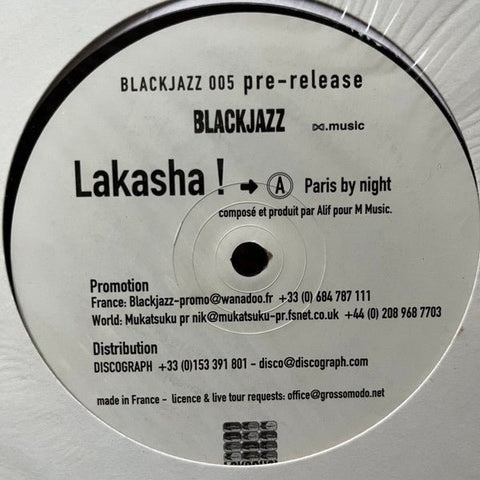 BLACKJAZZ 005 pre-release
BLACKJAZZ
.music
Lakasha ! → A Paris by night
composé et produit par Alif pour M Music.
Promotion
France: Blackjazz-promo@wanadoo.fr +33 (0) 684 787 111
World: Mukatsuku pr nik@mukatsuku-pr.fsnet.co.uk +44 (0) 208 968 7703
Distribution
DISCOGRAPH +33 (0)153 391 801 – disco@discograph.com
made in France - licence & live tour requests: office@grossomodo.net